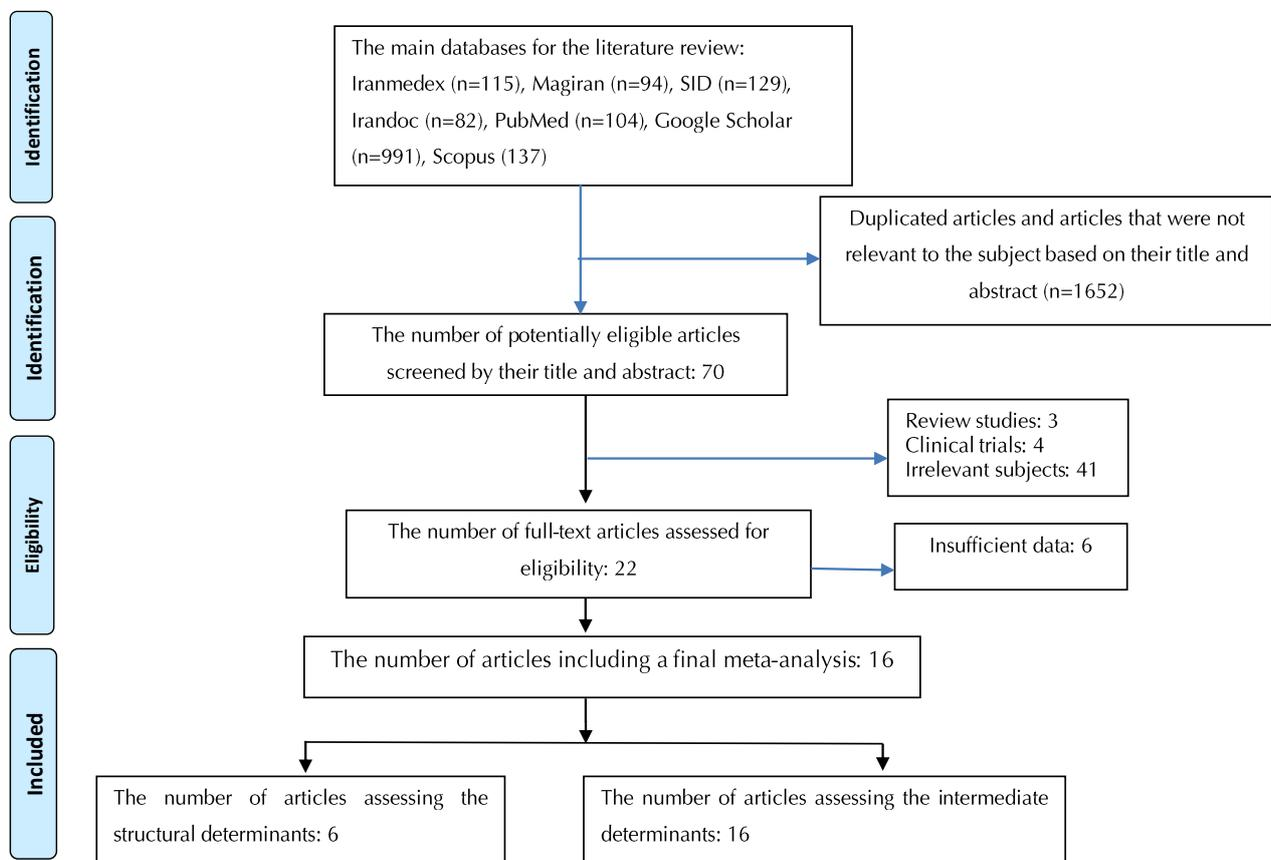 Identification
The main databases for the literature review:
Iranmedex (n=115), Magiran (n=94), SID (n=129),
Irandoc (n=82), PubMed (n=104), Google Scholar
(n=991), Scopus (137)
Duplicated articles and articles that were not
relevant to the subject based on their title and
abstract (n=1652)
Identification
The number of potentially eligible articles
screened by their title and abstract: 70
Review studies: 3
Clinical trials: 4
Irrelevant subjects: 41
Eligibility
The number of full-text articles assessed for
eligibility: 22
Insufficient data: 6
The number of articles including a final meta-analysis: 16
Included
The number of articles assessing the
structural determinants: 6
The number of articles assessing the intermediate
determinants: 16